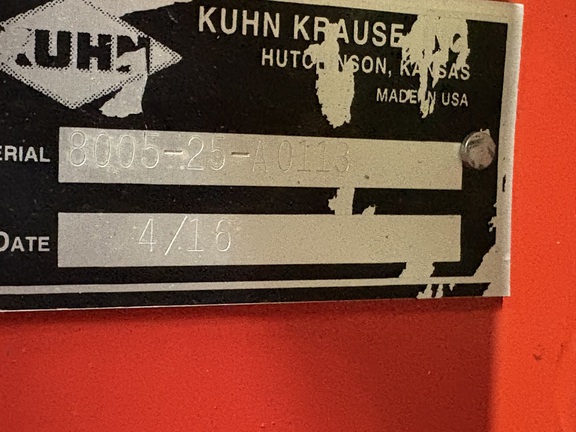 KUHN
KUHN KRAUSE
HUTCHINSON, KANSAS
MADE IN USA
ERIAL 8005-25-A0113
DATE 4/18